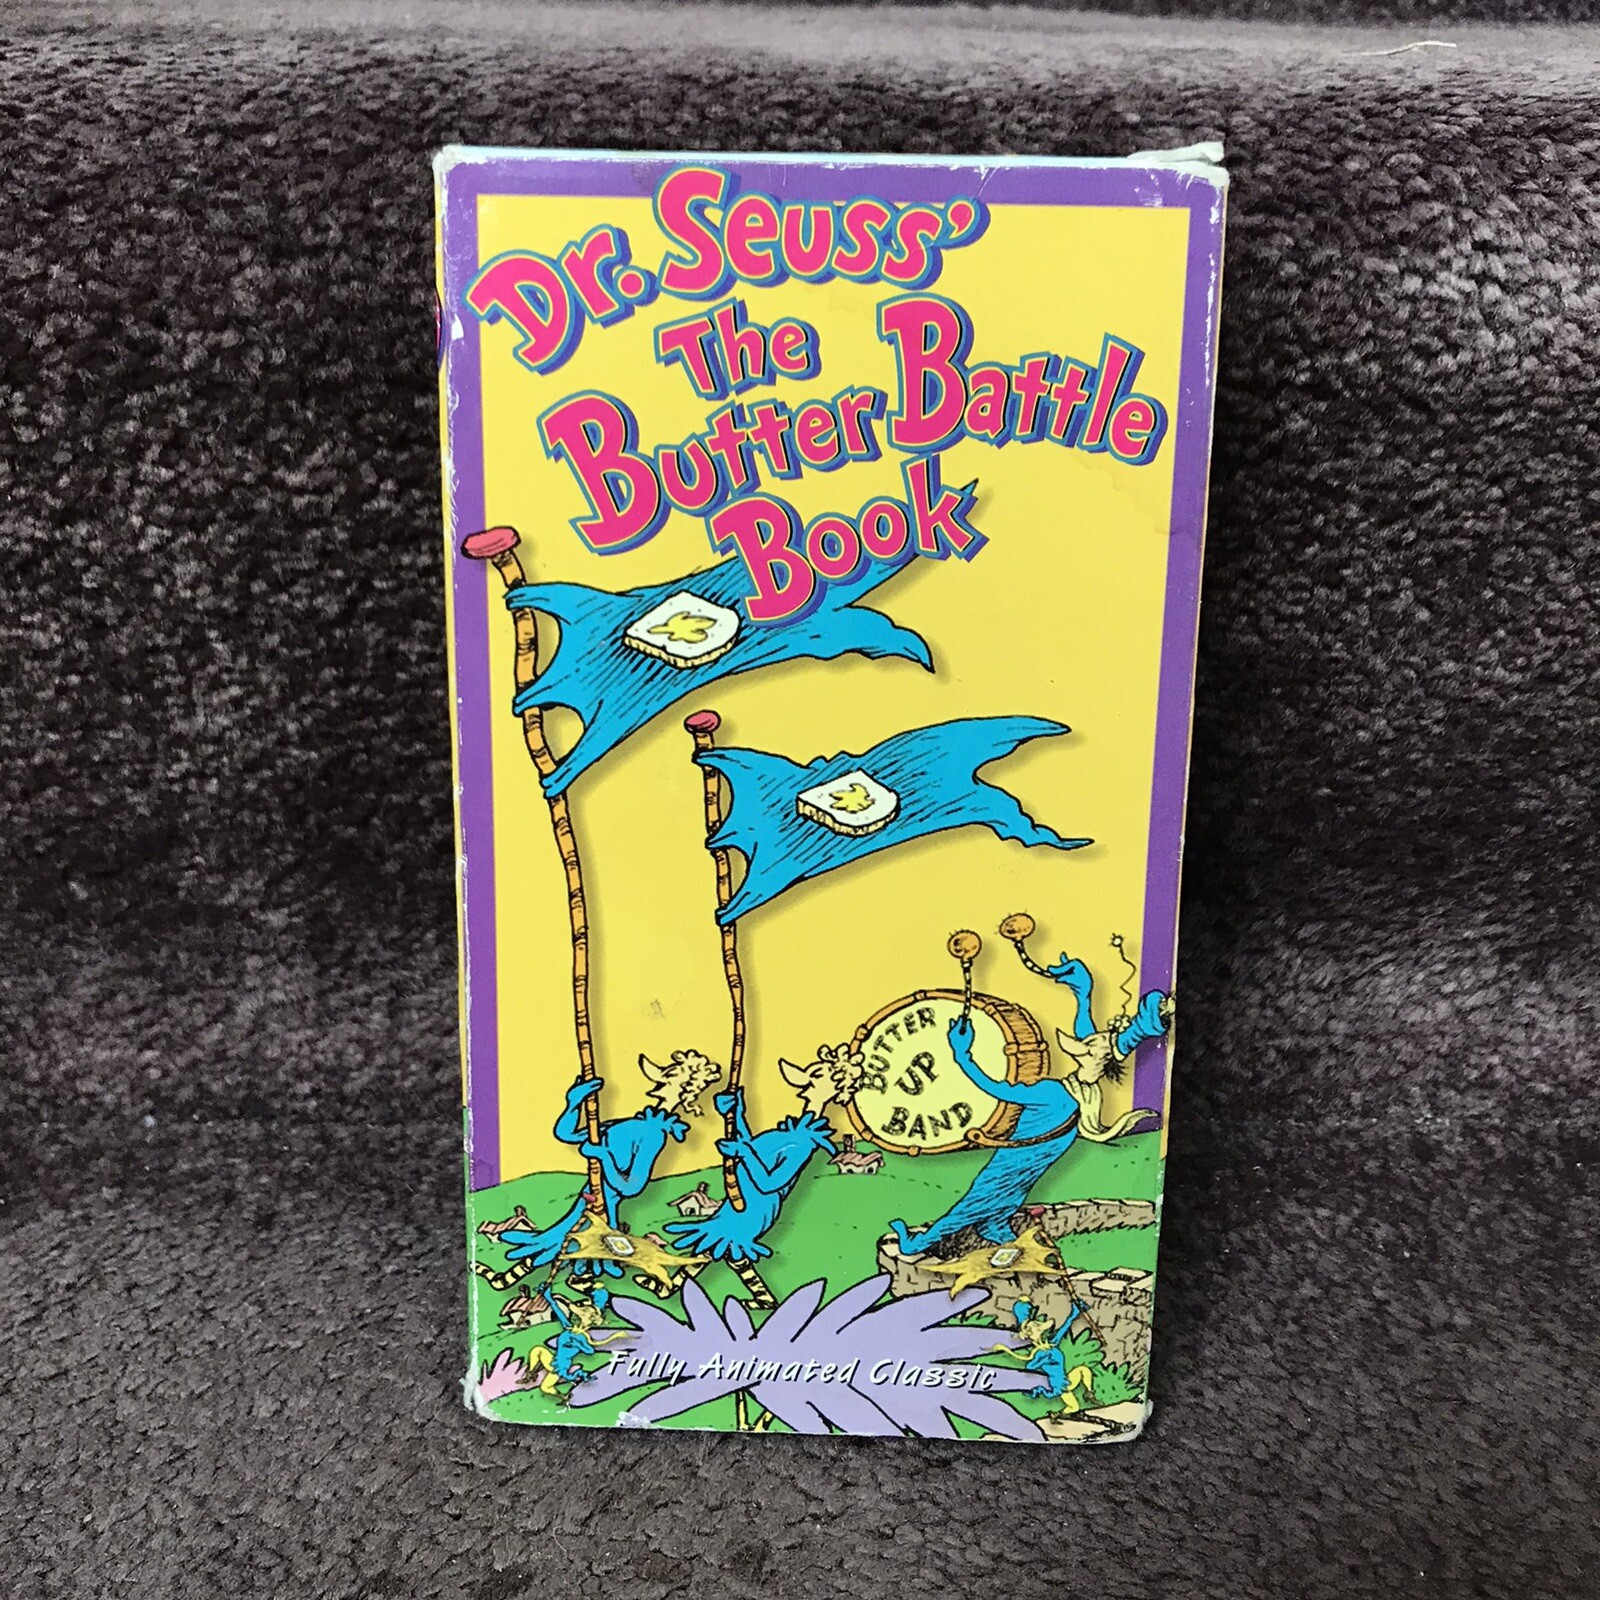 Dr. Seuss'
The
Butter Battle
Book
BUTTER
UP
BAND
Fully Animated Classic